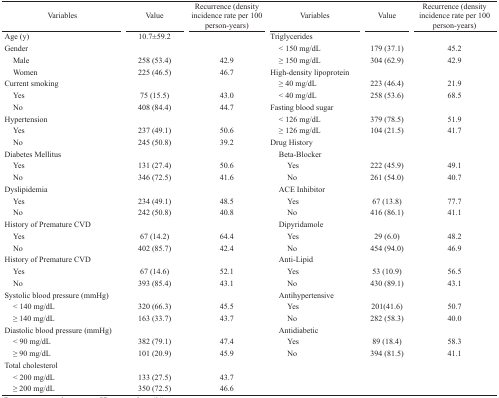 Variables Value Recurrence (density incidence rate per 100 person-years) Variables Value Recurrence (density incidence rate per 100 person-years)
Age (y) 10.7±59.2 Triglycerides
Gender < 150 mg/dL 179 (37.1) 45.2
Male 258 (53.4) 42.9 ≥ 150 mg/dL 304 (62.9) 42.9
Women 225 (46.5) 46.7 High-density lipoprotein
Current smoking ≥ 40 mg/dL 223 (46.4) 21.9
Yes 75 (15.5) 43.0 < 40 mg/dL 258 (53.6) 68.5
No 408 (84.4) 44.7 Fasting blood sugar
Hypertension < 126 mg/dL 379 (78.5) 51.9
Yes 237 (49.1) 50.6 ≥ 126 mg/dL 104 (21.5) 41.7
No 245 (50.8) 39.2 Drug History
Diabetes Mellitus Beta-Blocker
Yes 131 (27.4) 50.6 Yes 222 (45.9) 49.1
No 346 (72.5) 41.6 No 261 (54.0) 40.7
Dyslipidemia ACE Inhibitor
Yes 234 (49.1) 48.5 Yes 67 (13.8) 77.7
No 242 (50.8) 40.8 No 416 (86.1) 41.1
History of Premature CVD Dipyridamole
Yes 67 (14.2) 64.4 Yes 29 (6.0) 48.2
No 402 (85.7) 42.4 No 454 (94.0) 46.9
History of Premature CVD Anti-Lipid
Yes 67 (14.6) 52.1 Yes 53 (10.9) 56.5
No 393 (85.4) 43.1 No 430 (89.1) 43.1
Systolic blood pressure (mmHg) Antihypertensive
< 140 mg/dL 320 (66.3) 45.5 Yes 201(41.6) 50.7
≥ 140 mg/dL 163 (33.7) 43.7 No 282 (58.3) 40.0
Diastolic blood pressure (mmHg) Antidiabetic
< 90 mg/dL 382 (79.1) 47.4 Yes 89 (18.4) 58.3
≥ 90 mg/dL 101 (20.9) 45.9 No 394 (81.5) 41.1
Total cholesterol
< 200 mg/dL 133 (27.5) 43.7
≥ 200 mg/dL 350 (72.5) 46.6